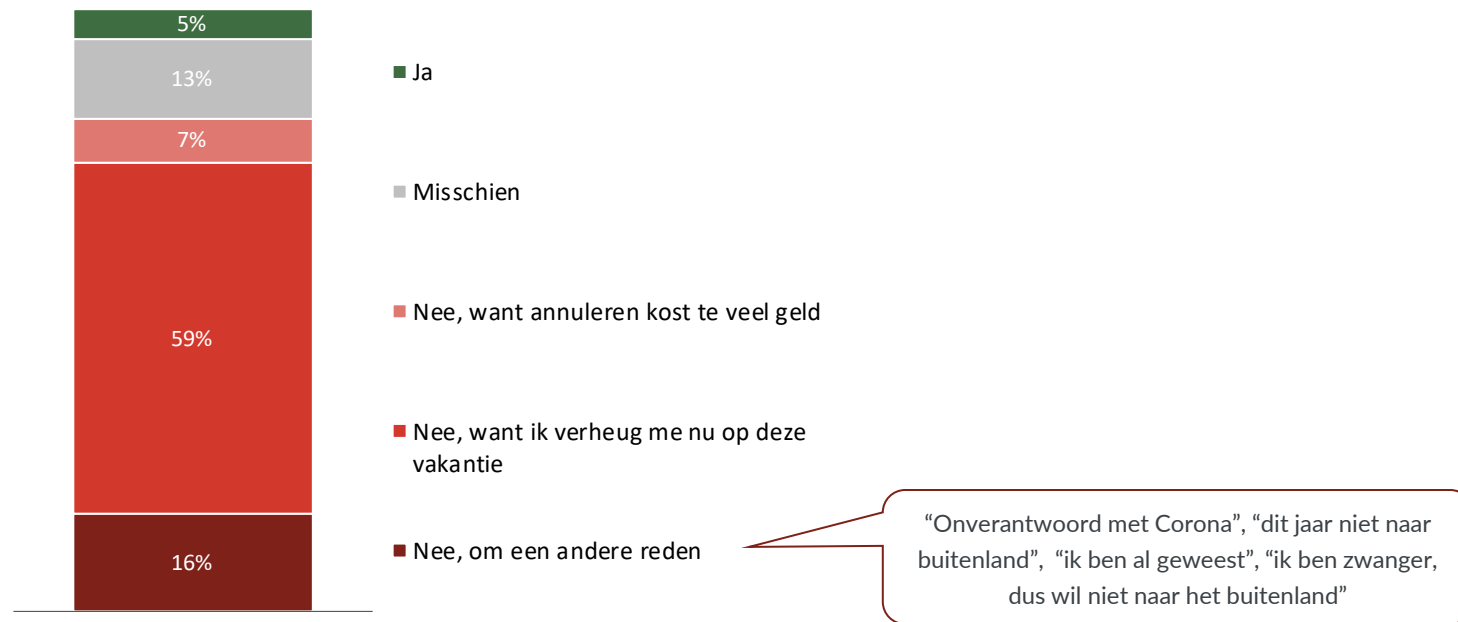 5%
13%
7%
59%
16%
Ja
Misschien
Nee, want annuleren kost te veel geld
Nee, want ik verheug me nu op deze
vakantie
Nee, om een andere reden
“Onverantwoord met Corona”, “dit jaar niet naar
buitenland”, “ik ben al geweest”, “ik ben zwanger,
dus wil niet naar het buitenland”